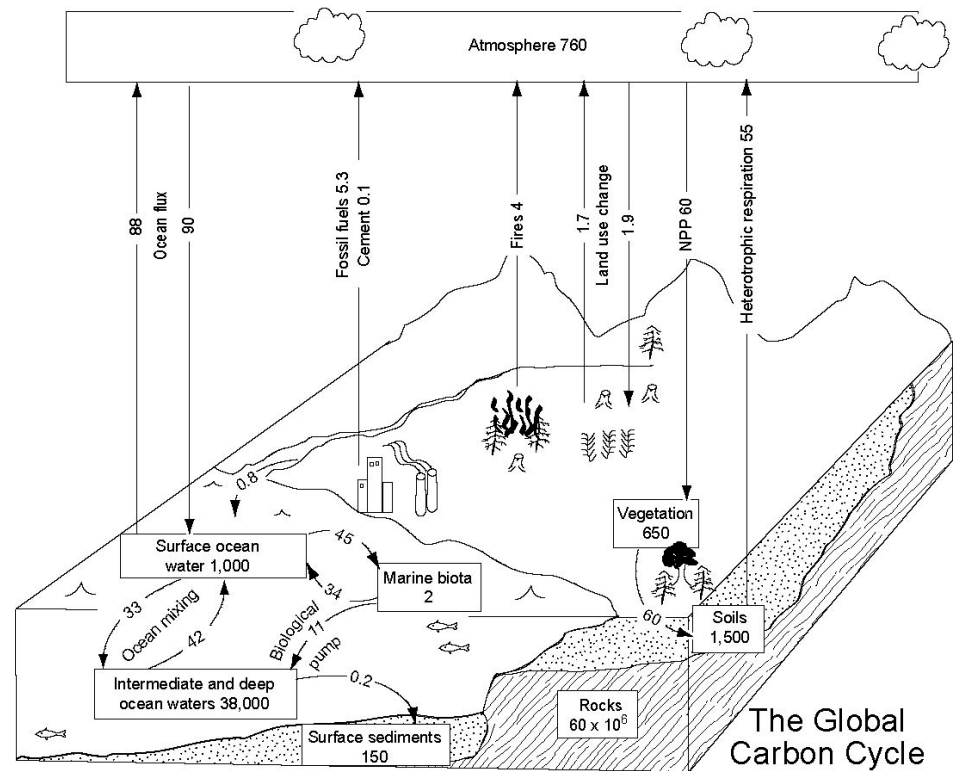 Atmosphere 760
88
Ocean flux
90
Fossil fuels 5.3
Cement 0.1
Fires 4
1.7
Land use change
1.9
NPP 60
Heterotrophic respiration 55
0.8
Surface ocean
water 1,000
45
Marine biota
2
34
Biological
pump
11
33
Ocean mixing
42
Intermediate and deep
ocean waters 38,000
0.2
Surface sediments
150
Vegetation
650
60
Soils
1,500
Rocks
60 x 10⁶
The Global
Carbon Cycle